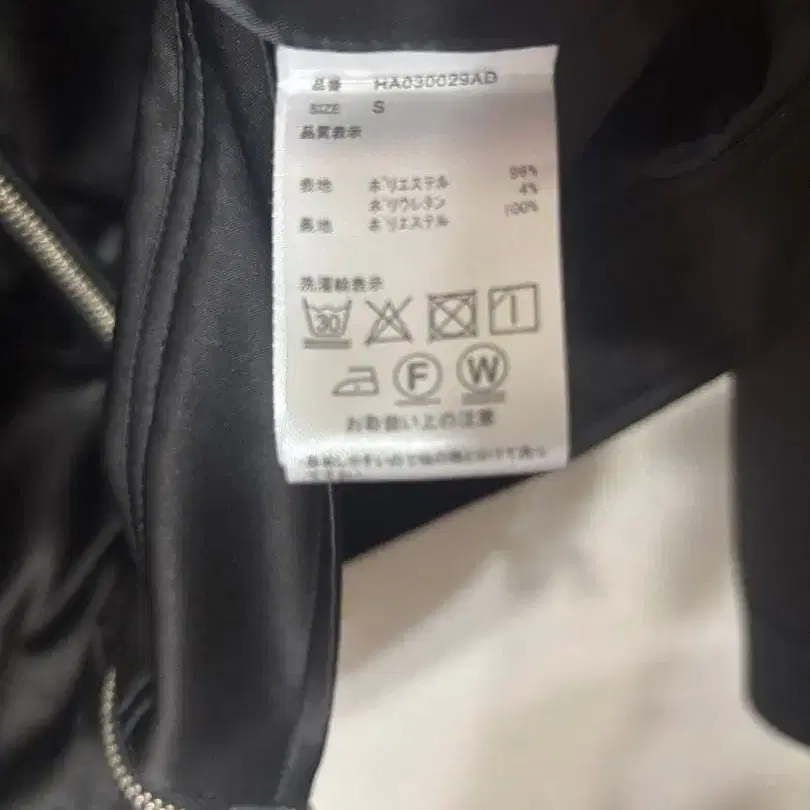 品番 HA030029AD
SIZE S
品質表示
表地 ポリエステル 96%
ポリウレタン 4%
裏地 ポリエステル 100%
洗濯絵表示
30
F W
お取扱い上の注意